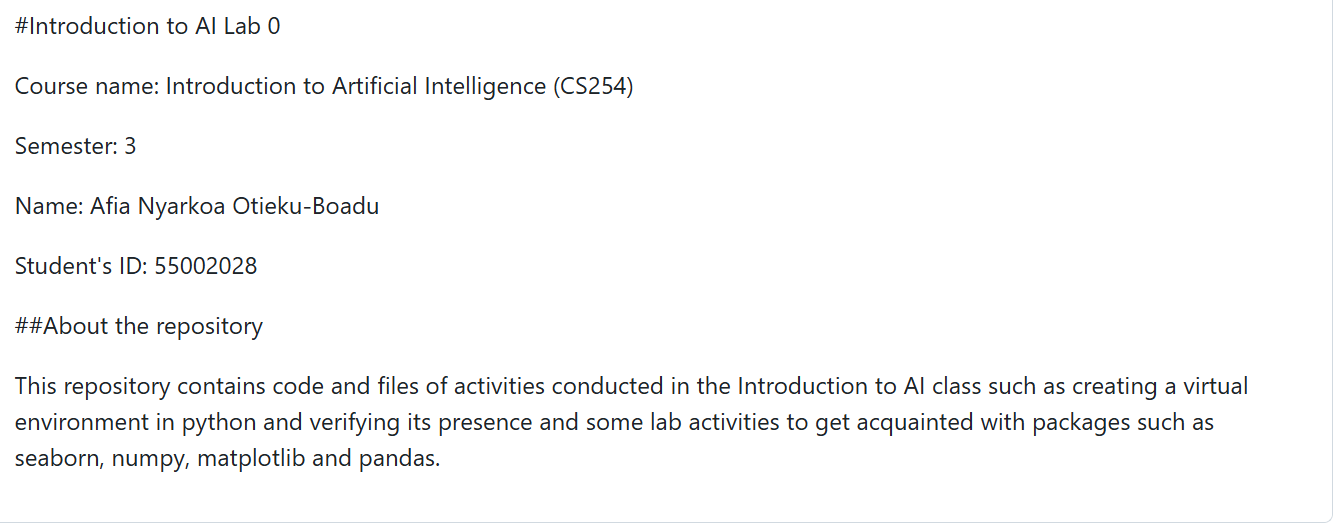 #Introduction to AI Lab 0
Course name: Introduction to Artificial Intelligence (CS254)
Semester: 3
Name: Afia Nyarkoa Otieku-Boadu
Student's ID: 55002028
##About the repository
This repository contains code and files of activities conducted in the Introduction to AI class such as creating a virtual
environment in python and verifying its presence and some lab activities to get acquainted with packages such as
seaborn, numpy, matplotlib and pandas.